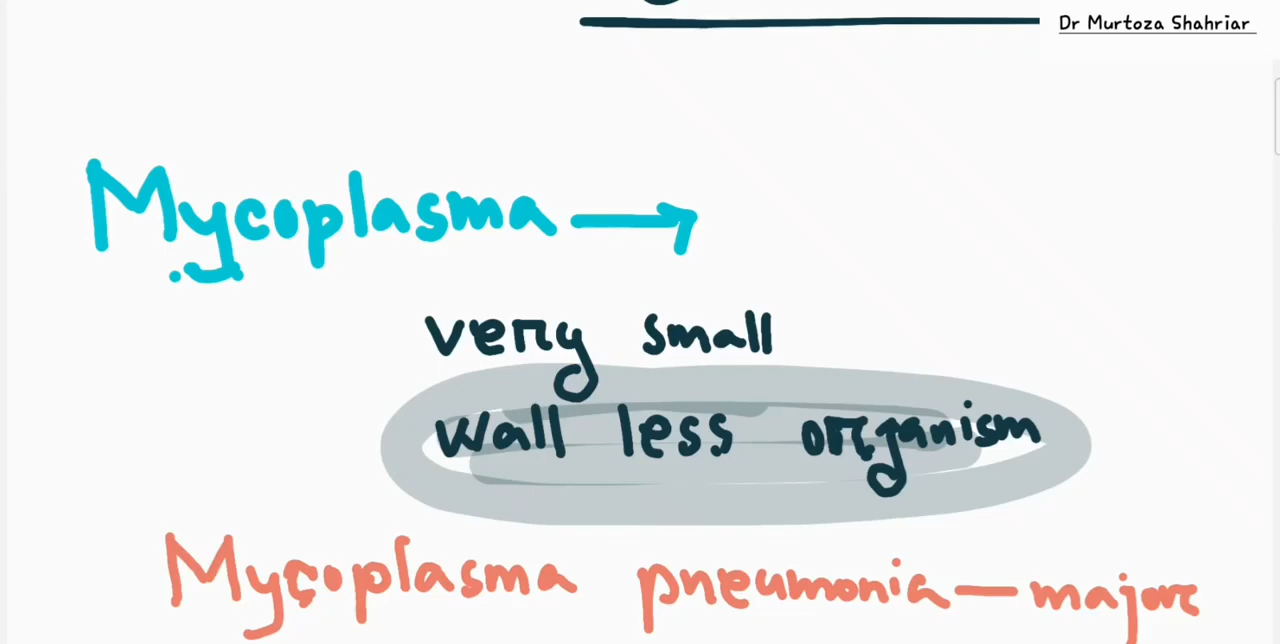 Dr Murtoza Shahriar
Mycoplasma →
very small
wall less organism
Mycoplasma pneumonia — major